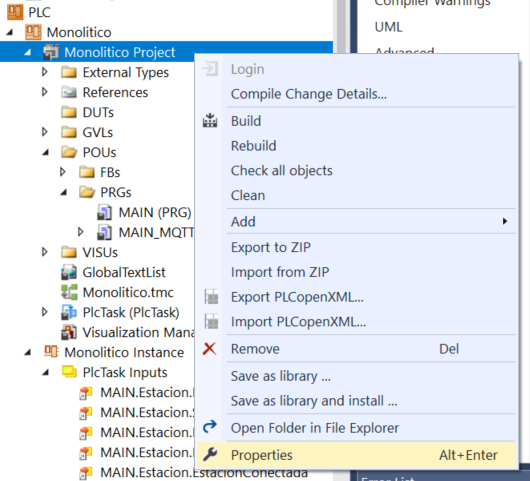 PLC
Monolitico
Monolitico Project
External Types
References
DUTs
GVLs
POUs
FBs
PRGs
MAIN (PRG)
MAIN_MQTT
VISUs
GlobalTextList
Monolitico.tmc
PlcTask (PlcTask)
Visualization Mana
Monolitico Instance
PlcTask Inputs
MAIN.Estacion.
MAIN.Estacion.
MAIN.Estacion.
MAIN.Estacion.
MAIN.Estacion.EstacionConectada
Compiler Warnings
UML
Advanced
Login
Compile Change Details...
Build
Rebuild
Check all objects
Clean
Add
Export to ZIP
Import from ZIP
Export PLCopenXML...
Import PLCopenXML...
Remove Del
Save as library ...
Save as library and install ...
Open Folder in File Explorer
Properties Alt+Enter
Error List